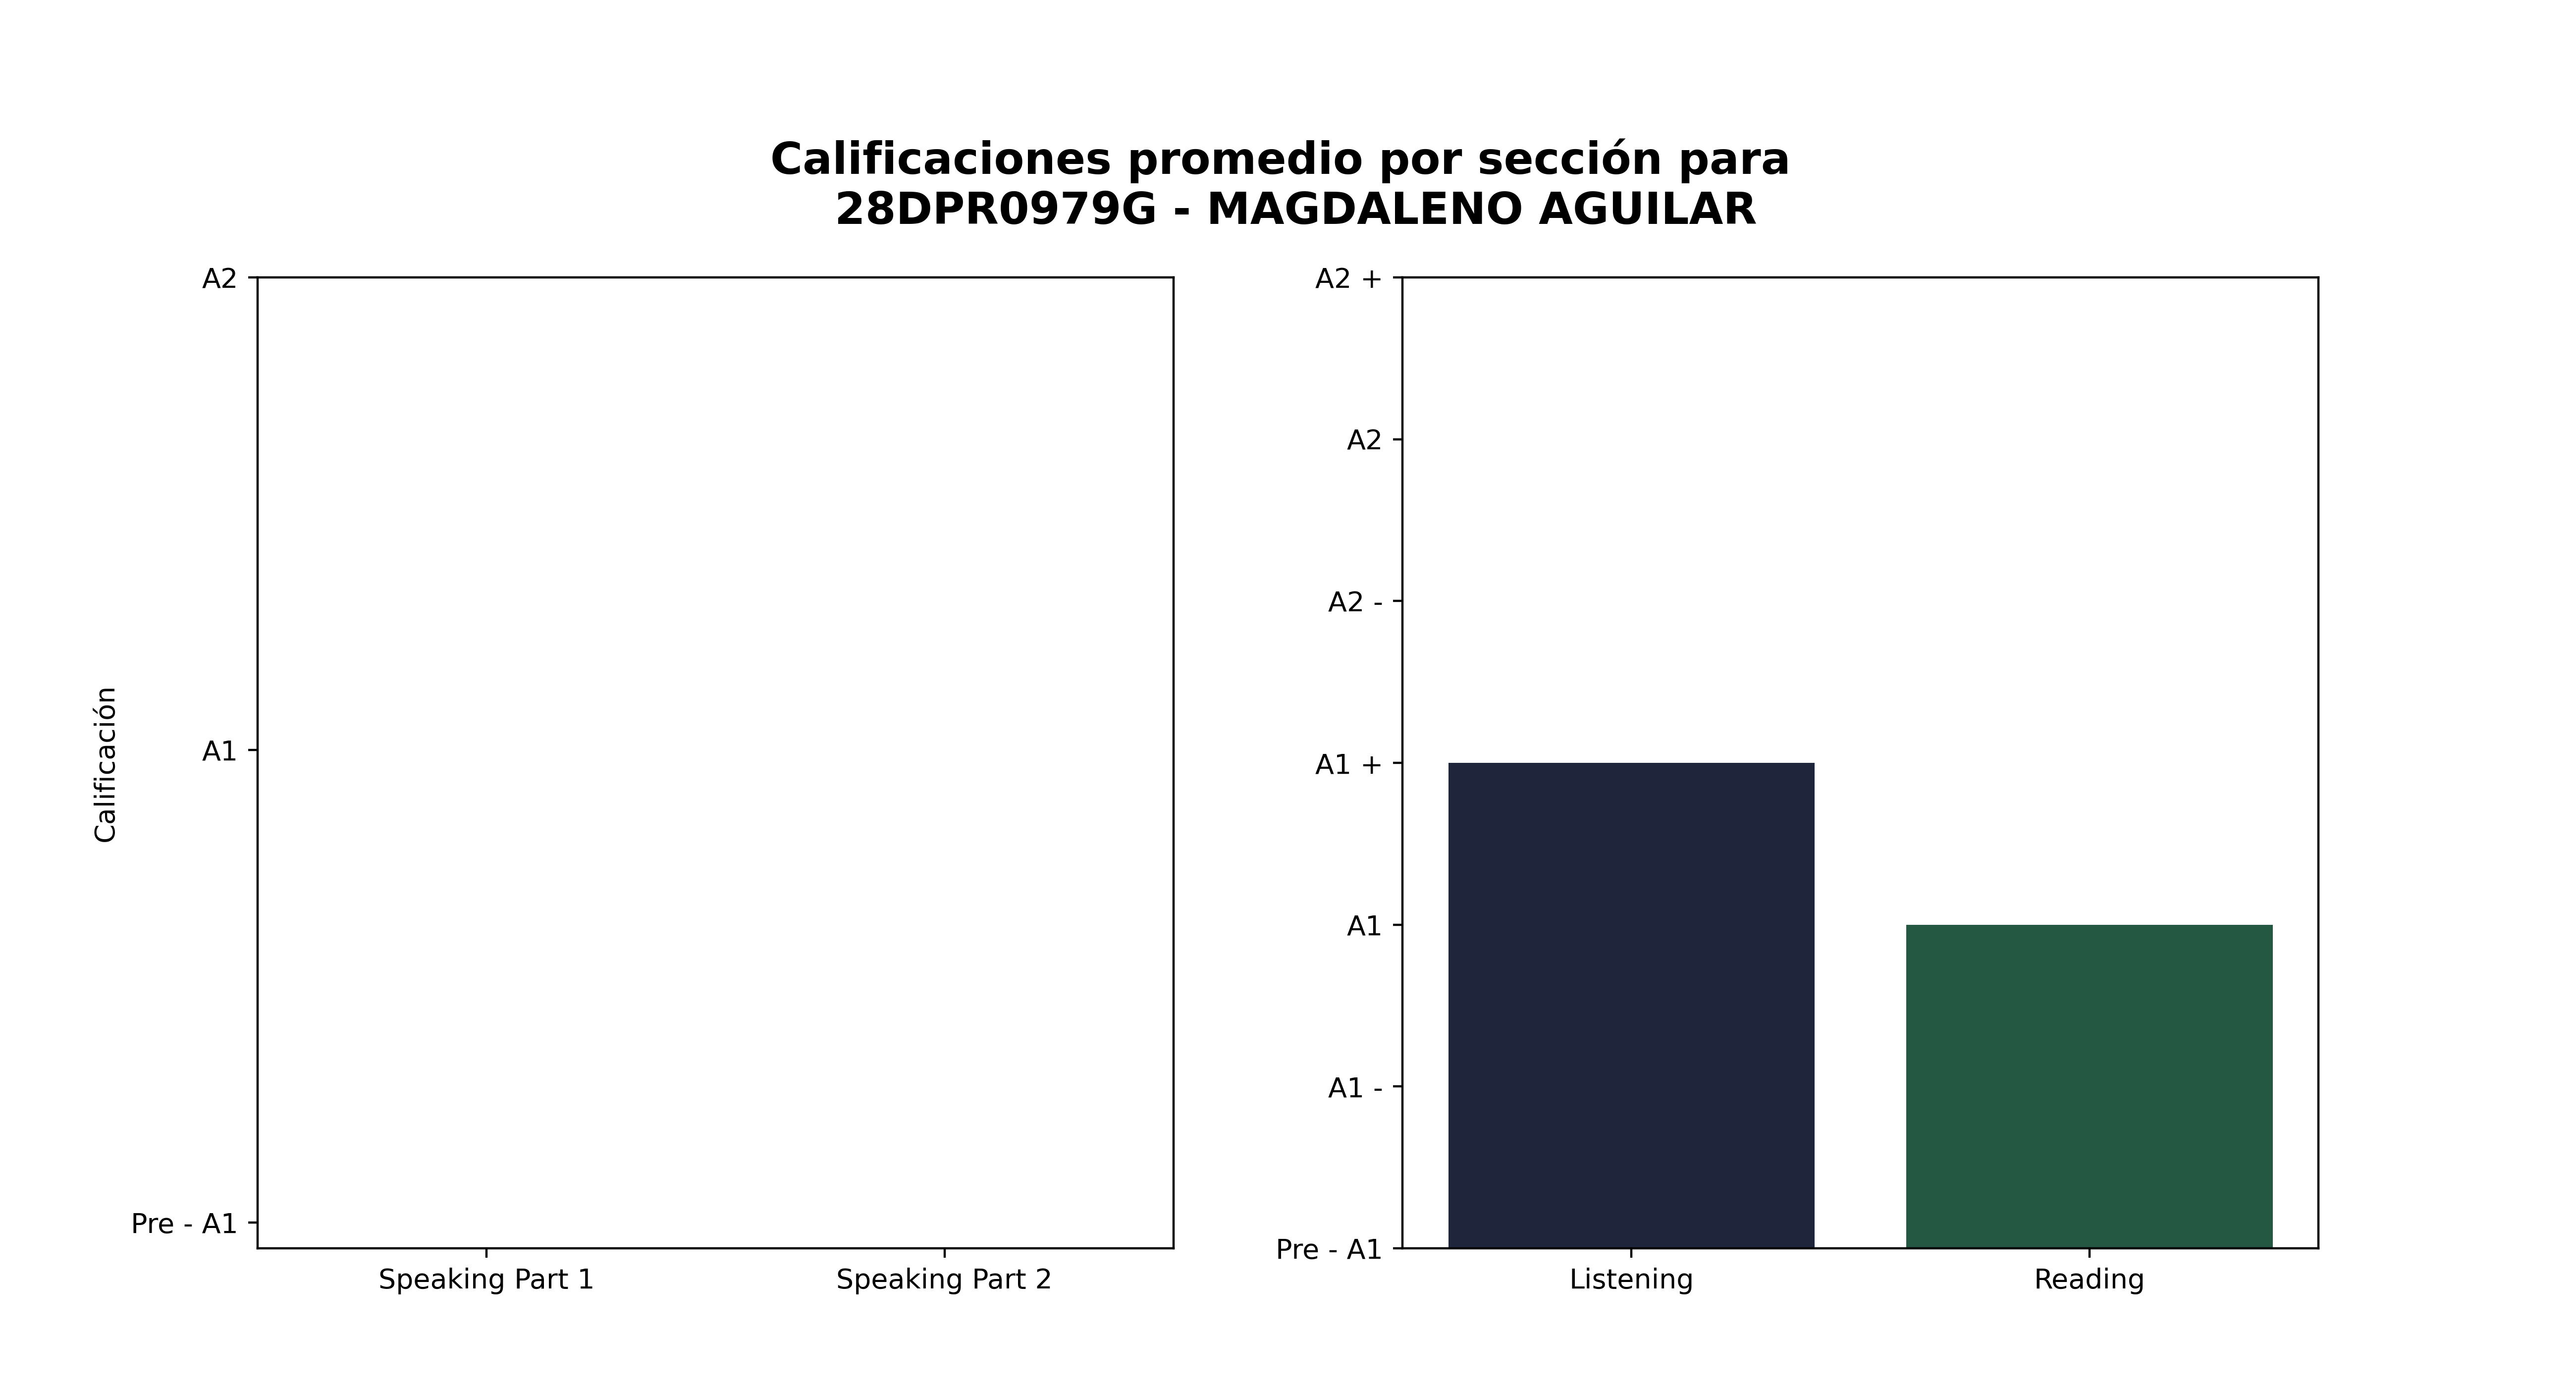 Calificaciones promedio por sección para
28DPR0979G - MAGDALENO AGUILAR
Calificación
A2
A1
Pre - A1
Speaking Part 1
Speaking Part 2
A2 +
A2
A2 -
A1 +
A1
A1 -
Pre - A1
Listening
Reading